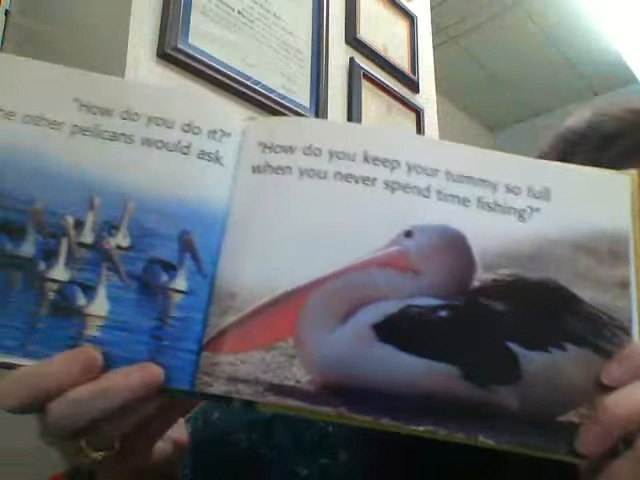 "How do you do it?"
the other pelicans would ask.
"How do you keep your tummy so full
when you never spend time fishing?"